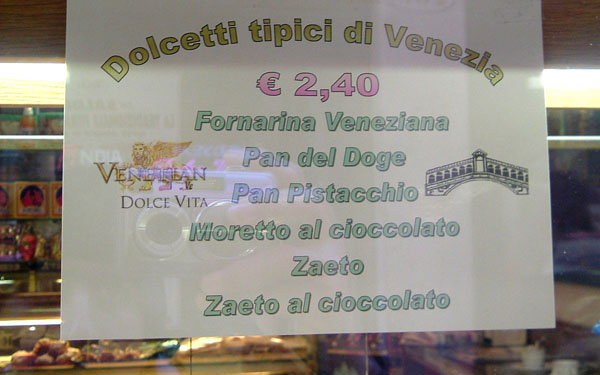 Dolcetti tipici di Venezia
€ 2,40
Fornarina Veneziana
Pan del Doge
Pan Pistacchio
Moretto al cioccolato
Zaeto
Zaeto al cioccolato
VENETIAN
DOLCE VITA